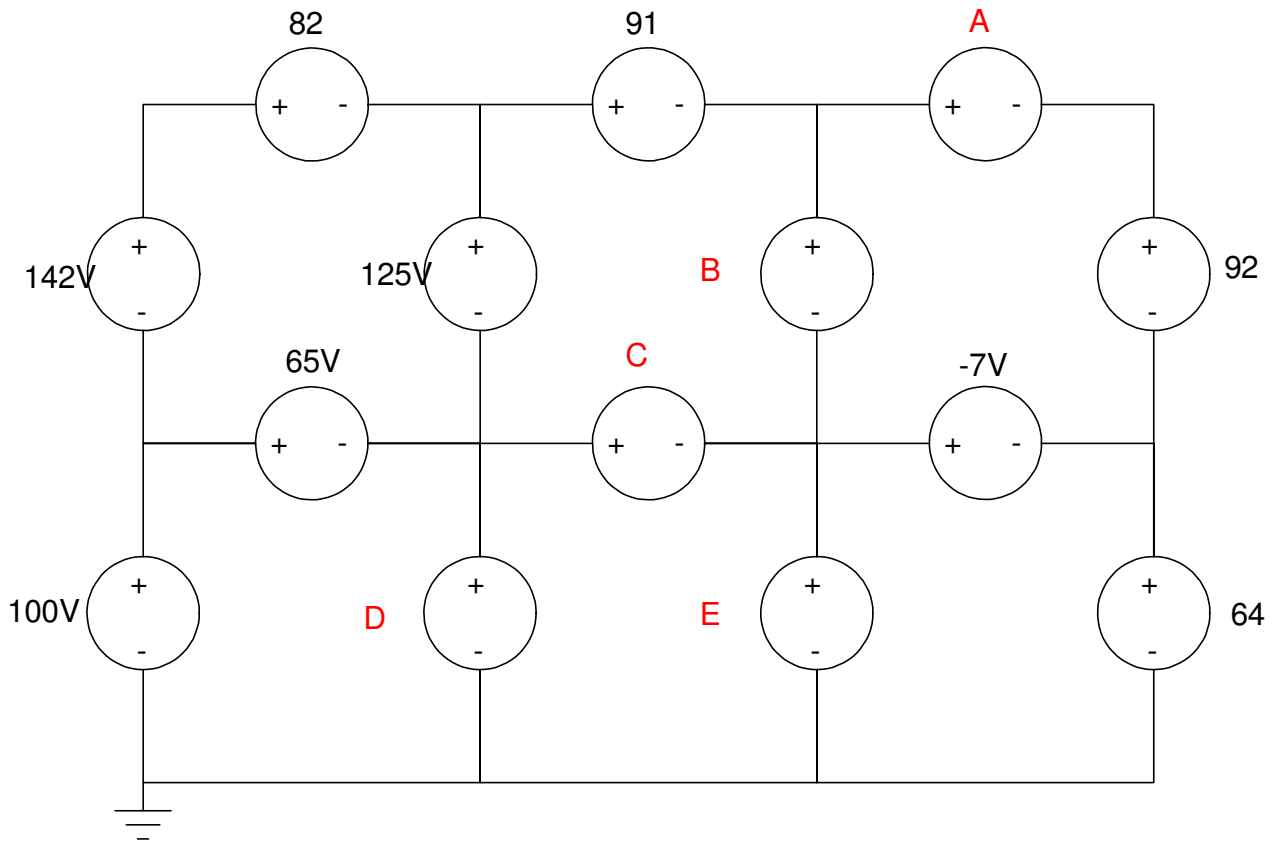 82 91 A
+ - + - + -
+ + + +
142V 125V B 92
- - - -
65V C -7V
+ - + - + -
+ + + +
100V D E 64
- - - -